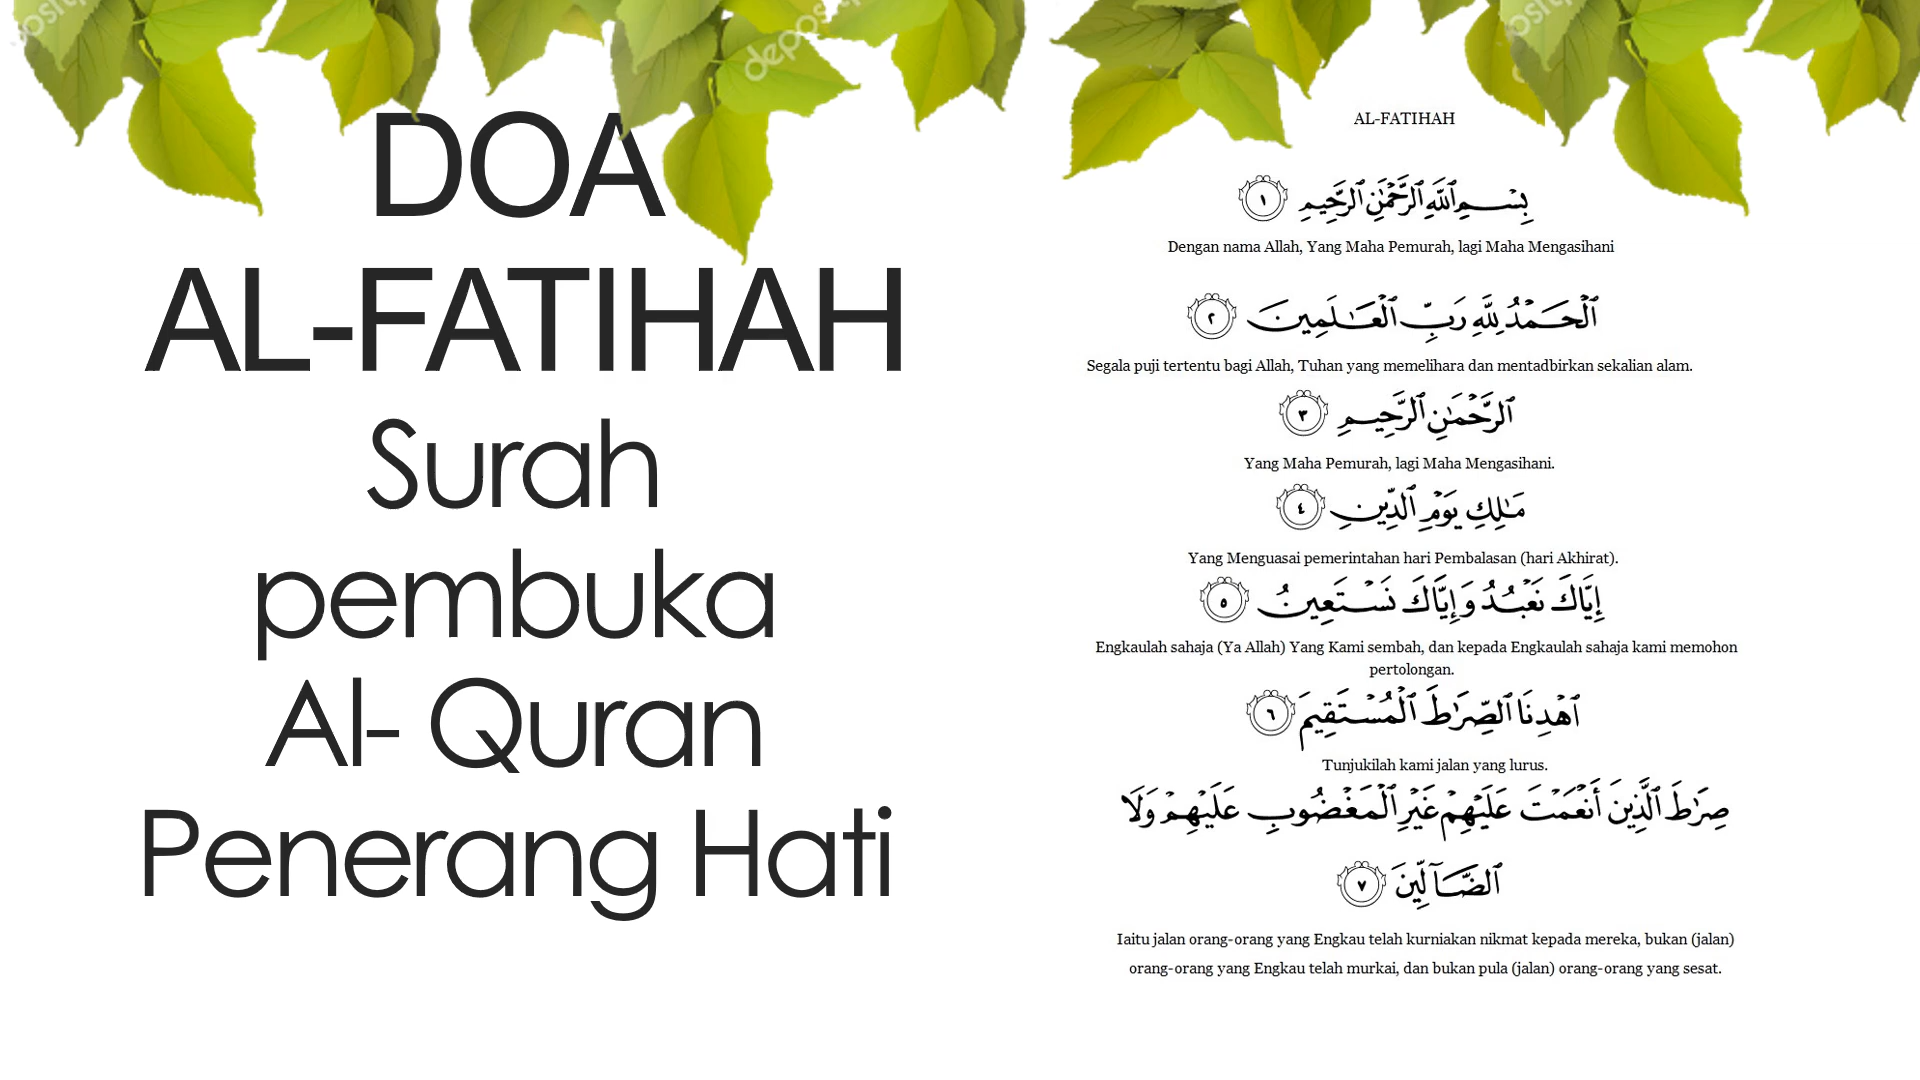 DOA
AL-FATIHAH
Surah
pembuka
Al- Quran
Penerang Hati
AL-FATIHAH
بِسْمِ ٱللَّهِ ٱلرَّحْمَٰنِ ٱلرَّحِيمِ ١
Dengan nama Allah, Yang Maha Pemurah, lagi Maha Mengasihani
ٱلْحَمْدُ لِلَّهِ رَبِّ ٱلْعَٰلَمِينَ ٢
Segala puji tertentu bagi Allah, Tuhan yang memelihara dan mentadbirkan sekalian alam.
ٱلرَّحْمَٰنِ ٱلرَّحِيمِ ٣
Yang Maha Pemurah, lagi Maha Mengasihani.
مَٰلِكِ يَوْمِ ٱلدِّينِ ٤
Yang Menguasai pemerintahan hari Pembalasan (hari Akhirat).
إِيَّاكَ نَعْبُدُ وَإِيَّاكَ نَسْتَعِينُ ٥
Engkaulah sahaja (Ya Allah) Yang Kami sembah, dan kepada Engkaulah sahaja kami memohon
pertolongan.
ٱهْدِنَا ٱلصِّرَٰطَ ٱلْمُسْتَقِيمَ ٦
Tunjukilah kami jalan yang lurus.
صِرَٰطَ ٱلَّذِينَ أَنْعَمْتَ عَلَيْهِمْ غَيْرِ ٱلْمَغْضُوبِ عَلَيْهِمْ وَلَا
ٱلضَّآلِّينَ ٧
Iaitu jalan orang-orang yang Engkau telah kurniakan nikmat kepada mereka, bukan (jalan)
orang-orang yang Engkau telah murkai, dan bukan pula (jalan) orang-orang yang sesat.